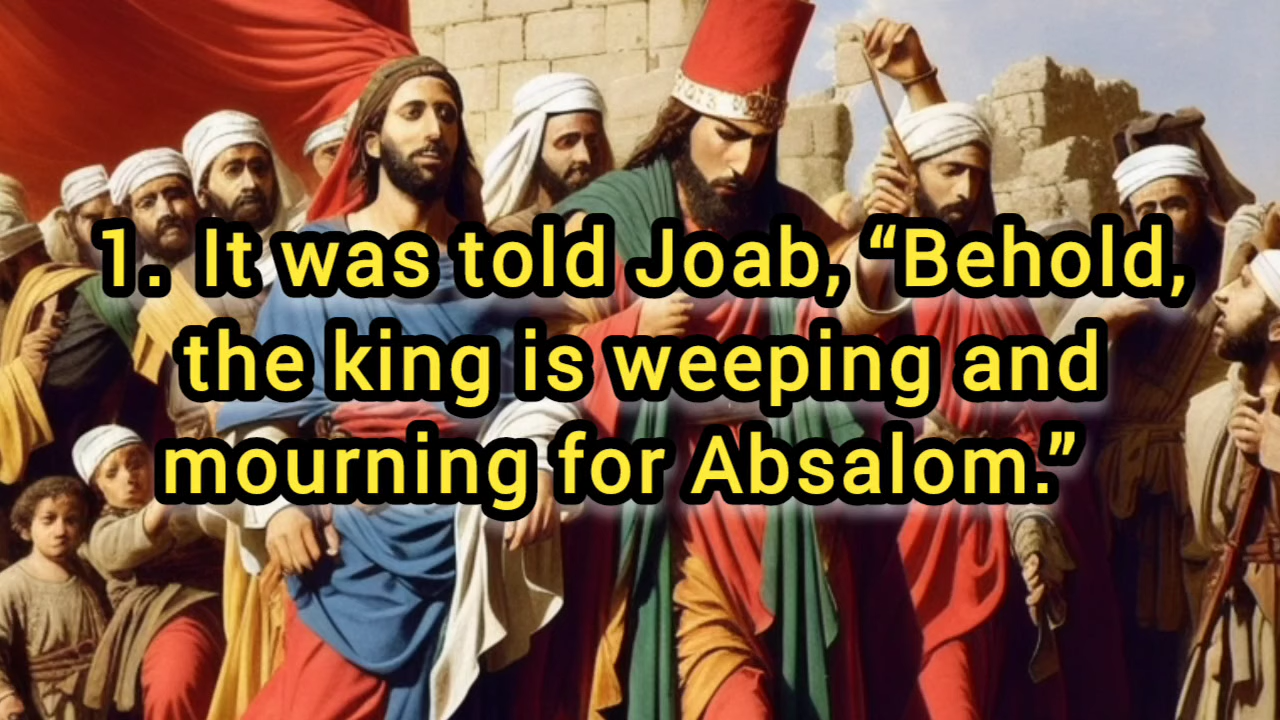 1. It was told Joab, “Behold,
the king is weeping and
mourning for Absalom.”